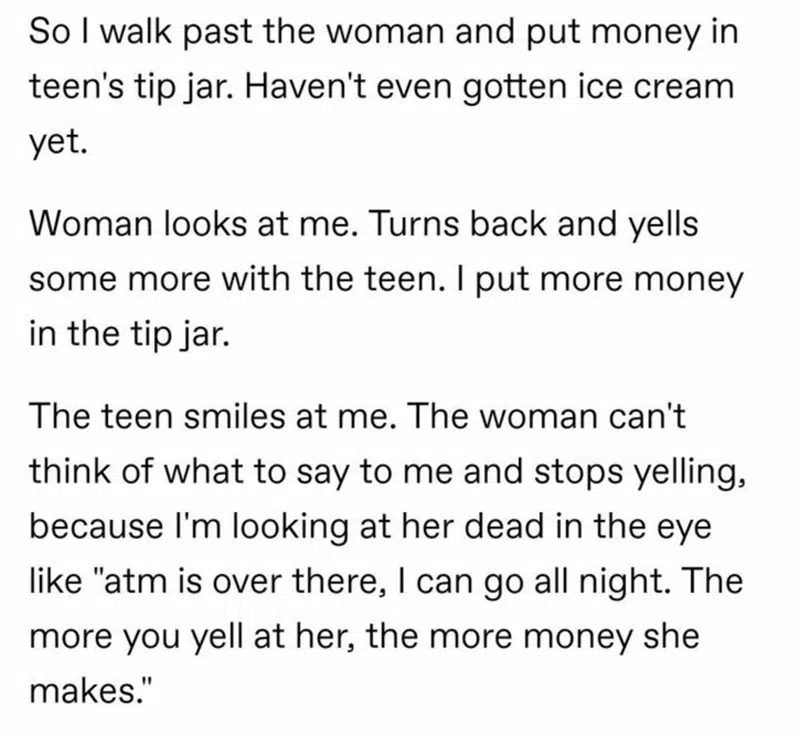 So I walk past the woman and put money in
teen's tip jar. Haven't even gotten ice cream
yet.
Woman looks at me. Turns back and yells
some more with the teen. I put more money
in the tip jar.
The teen smiles at me. The woman can't
think of what to say to me and stops yelling,
because I'm looking at her dead in the eye
like "atm is over there, I can go all night. The
more you yell at her, the more money she
makes."